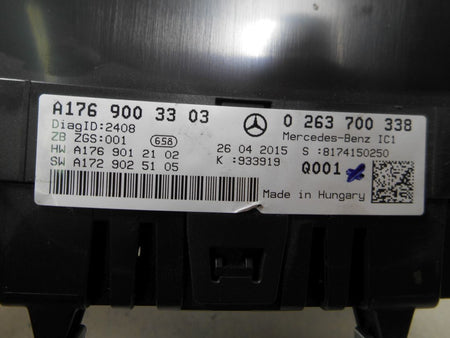 A176 900 33 03 0 263 700 338
DiagID:2408 Mercedes-Benz IC1
ZB ZGS:001 658 26 04 2015 S :8174150250
HW A176 901 21 02 K :933919
SW A172 902 51 05 Q001
Made in Hungary